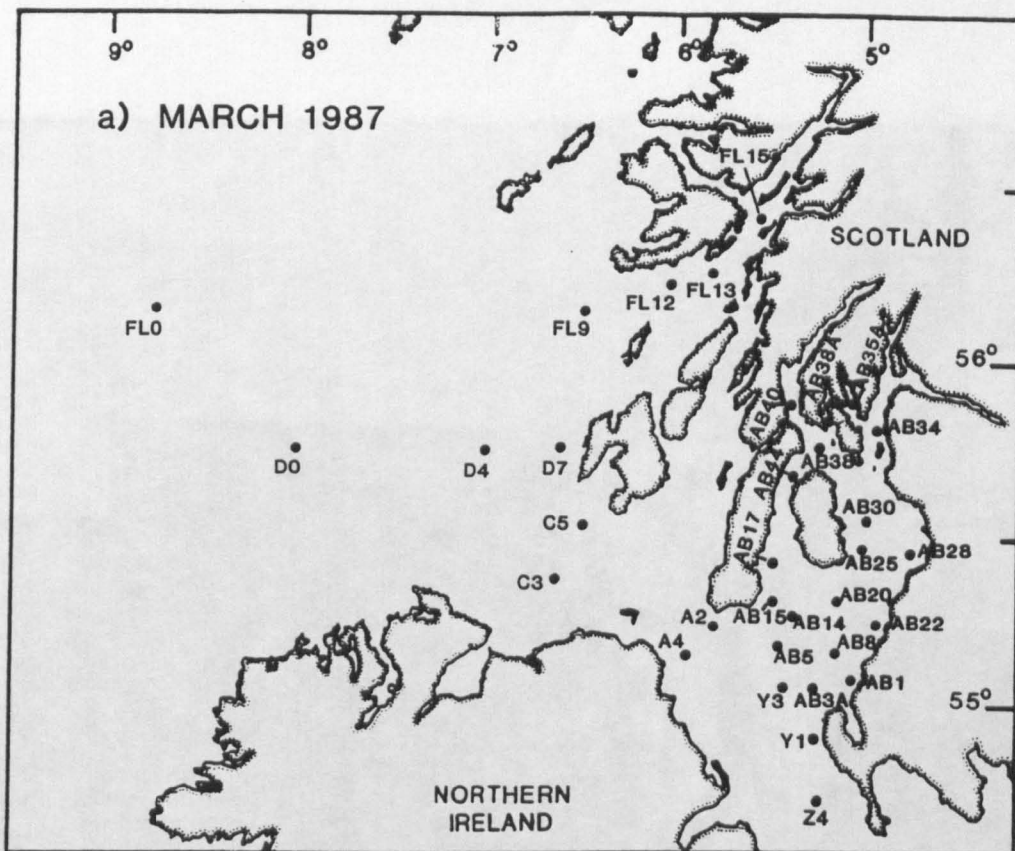 9° 8° 7° 6° 5°
a) MARCH 1987
FL15
SCOTLAND
FL12 FL13
FL0 FL9
56°
AB38A AB35A
AB40
AB34
D0 D4 D7
AB38
AB44
AB30
C5
AB17
AB25 AB28
C3
AB20
A2 AB15 AB14 AB22
A4 AB5 AB8
AB1
Y3 AB3A
55°
Y1
NORTHERN
IRELAND
Z4